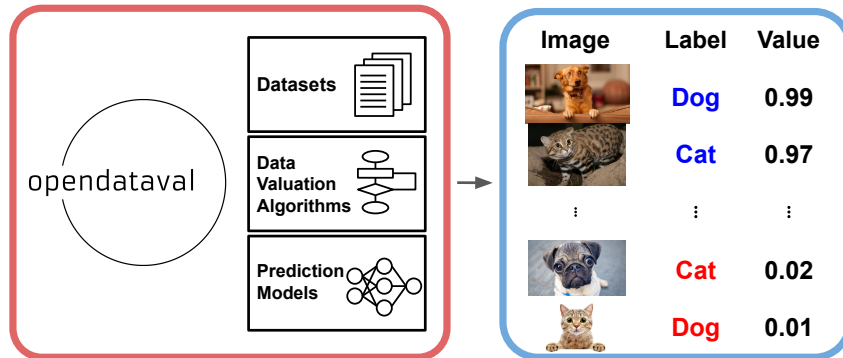 opendataval
Datasets
Data
Valuation
Algorithms
Prediction
Models
Image Label Value
Dog 0.99
Cat 0.97
Cat 0.02
Dog 0.01